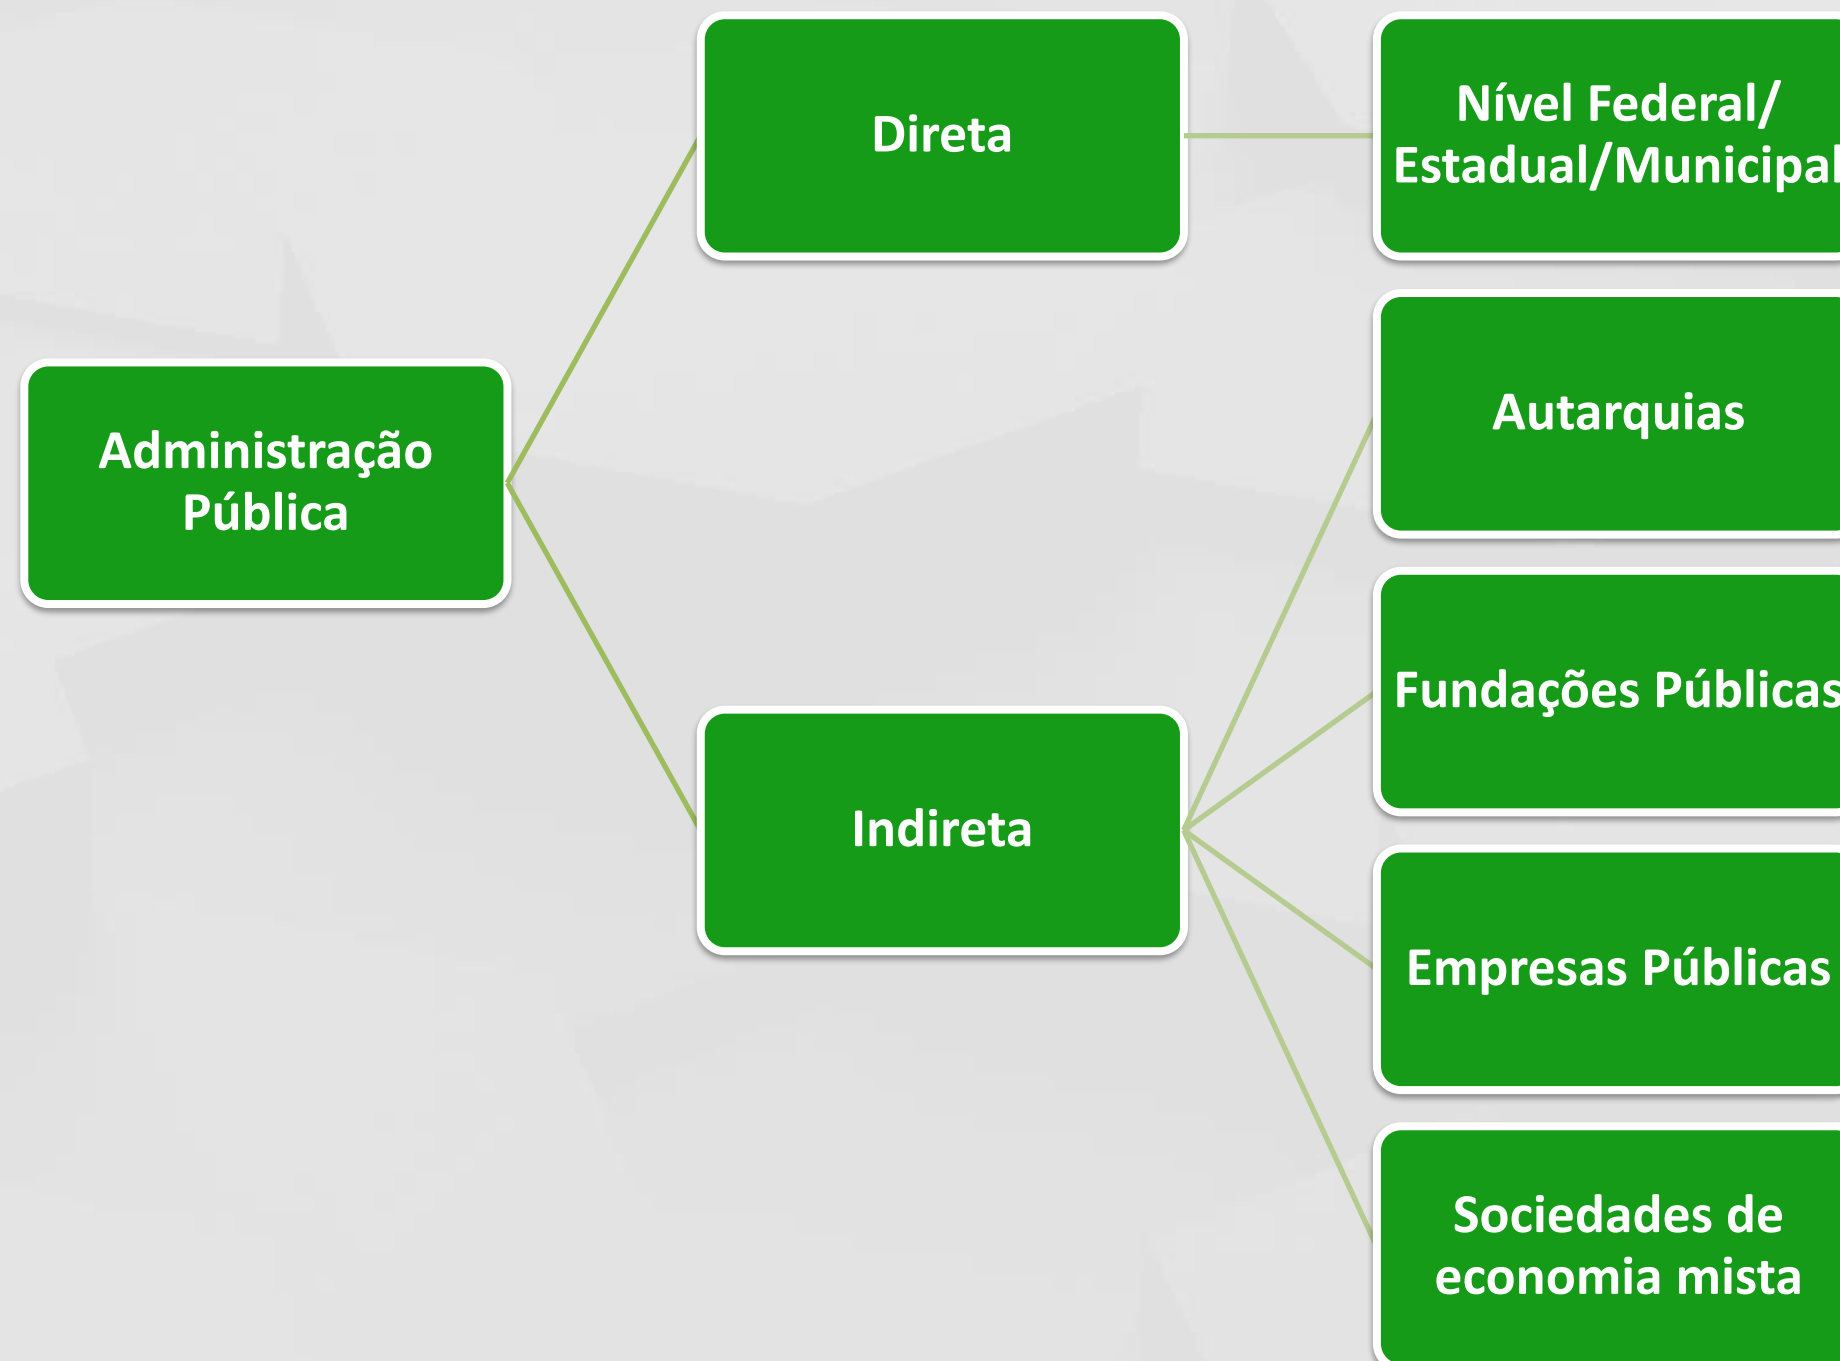 Direta
Nível Federal/
Estadual/Municipal
Autarquias
Administração
Pública
Fundações Públicas
Indireta
Empresas Públicas
Sociedades de
economia mista